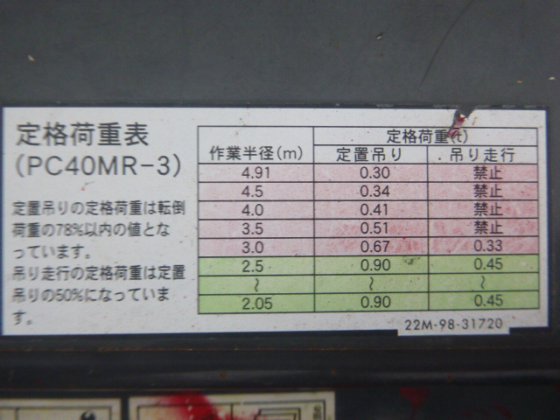 定格荷重表
(PC40MR-3)
定置吊りの定格荷重は転倒
荷重の78%以内の値とな
っています。
吊り走行の定格荷重は定置
吊りの50%になっていま
す。
定格荷重(t)
作業半径(m) 定置吊り 吊り走行
4.91 0.30 禁止
4.5 0.34 禁止
4.0 0.41 禁止
3.5 0.51 禁止
3.0 0.67 0.33
2.5 0.90 0.45
~ ~ ~
2.05 0.90 0.45
22M-98-31720